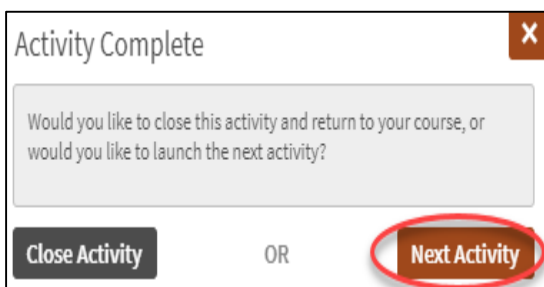 Activity Complete
X
Would you like to close this activity and return to your course, or
would you like to launch the next activity?
Close Activity OR Next Activity